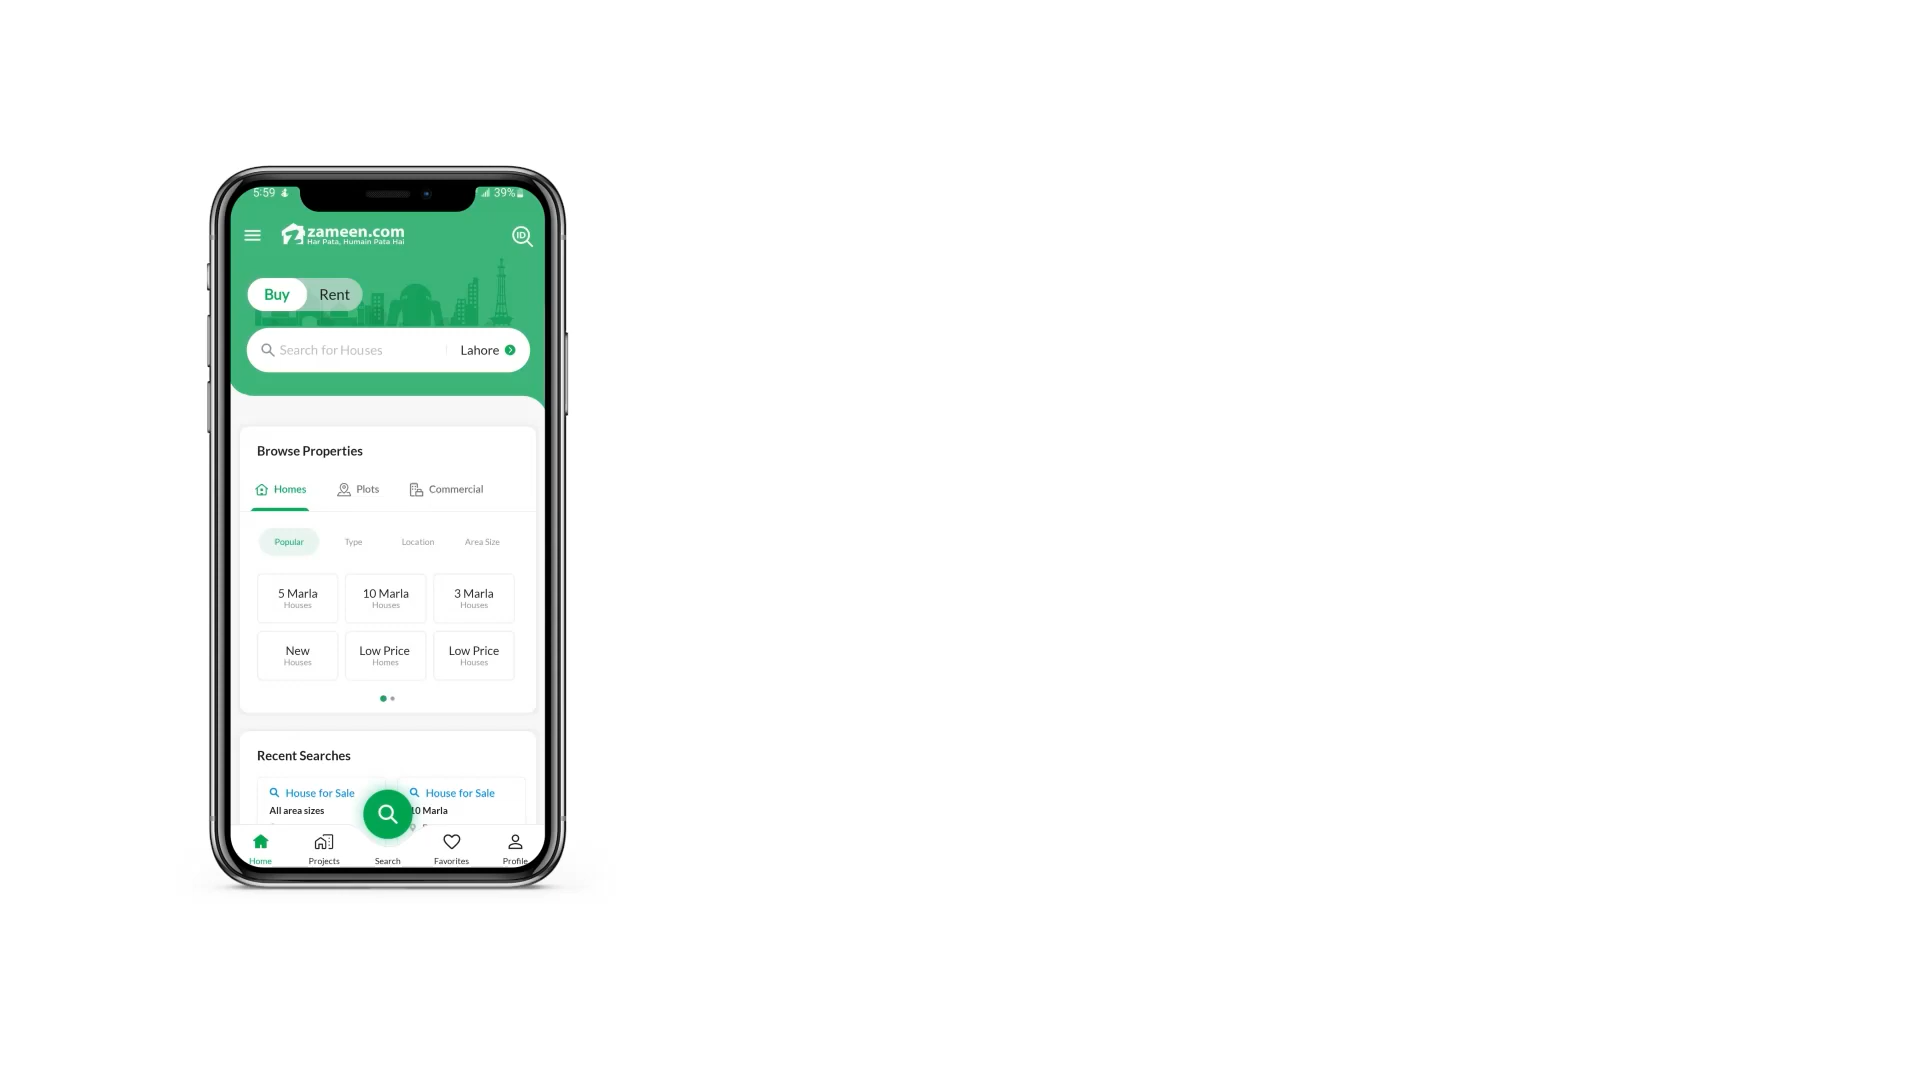 5:59
39%
zameen.com
Har Pata, Humain Pata Hai
ID
Buy Rent
Search for Houses Lahore
Browse Properties
Homes Plots Commercial
Popular Type Location Area Size
5 Marla 10 Marla 3 Marla
Houses Houses Houses
New Low Price Low Price
Houses Homes Houses
Recent Searches
House for Sale House for Sale
All area sizes 10 Marla
Home Projects Search Favorites Profile